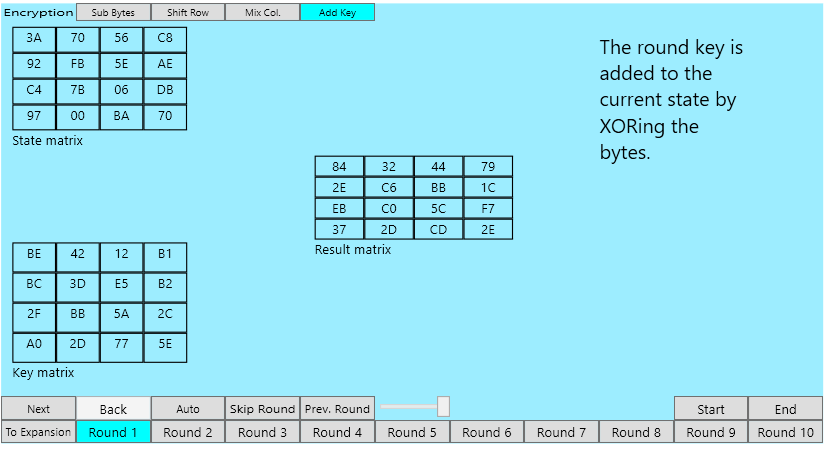 Encryption Sub Bytes Shift Row Mix Col. Add Key
3A 70 56 C8
92 FB 5E AE
C4 7B 06 DB
97 00 BA 70
State matrix
The round key is
added to the
current state by
XORing the
bytes.
84 32 44 79
2E C6 BB 1C
EB C0 5C F7
37 2D CD 2E
Result matrix
BE 42 12 B1
BC 3D E5 B2
2F BB 5A 2C
A0 2D 77 5E
Key matrix
Next Back Auto Skip Round Prev. Round Start End
To Expansion Round 1 Round 2 Round 3 Round 4 Round 5 Round 6 Round 7 Round 8 Round 9 Round 10